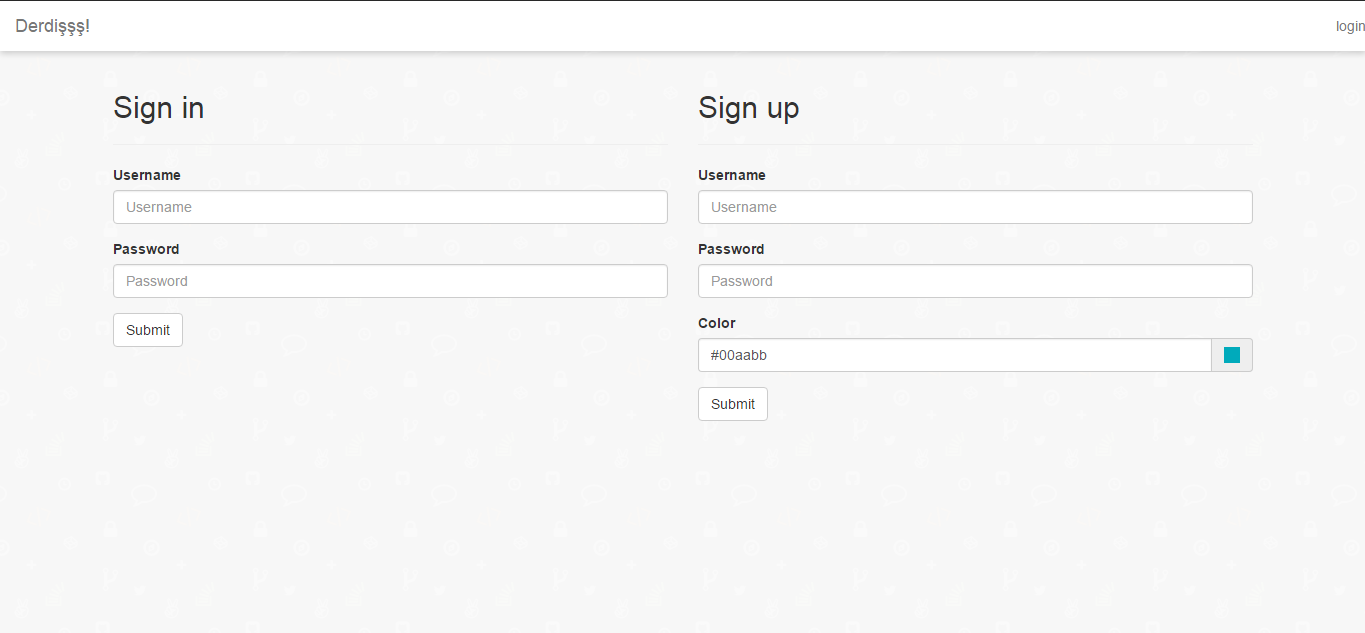 Derdişşş!
login
Sign in
Username
Username
Password
Password
Submit
Sign up
Username
Username
Password
Password
Color
#00aabb
Submit